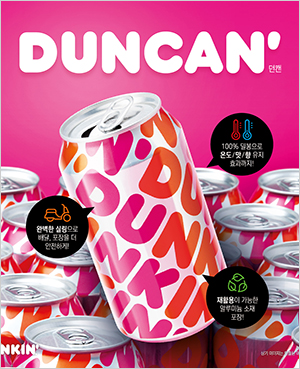 DUNCAN'
던캔
100% 밀봉으로
온도/맛/향 유지
효과까지!
완벽한 실링으로
배달, 포장을 더
안전하게!
DUNKIN'
재활용이 가능한
알루미늄 소재
포장!
NKIN'